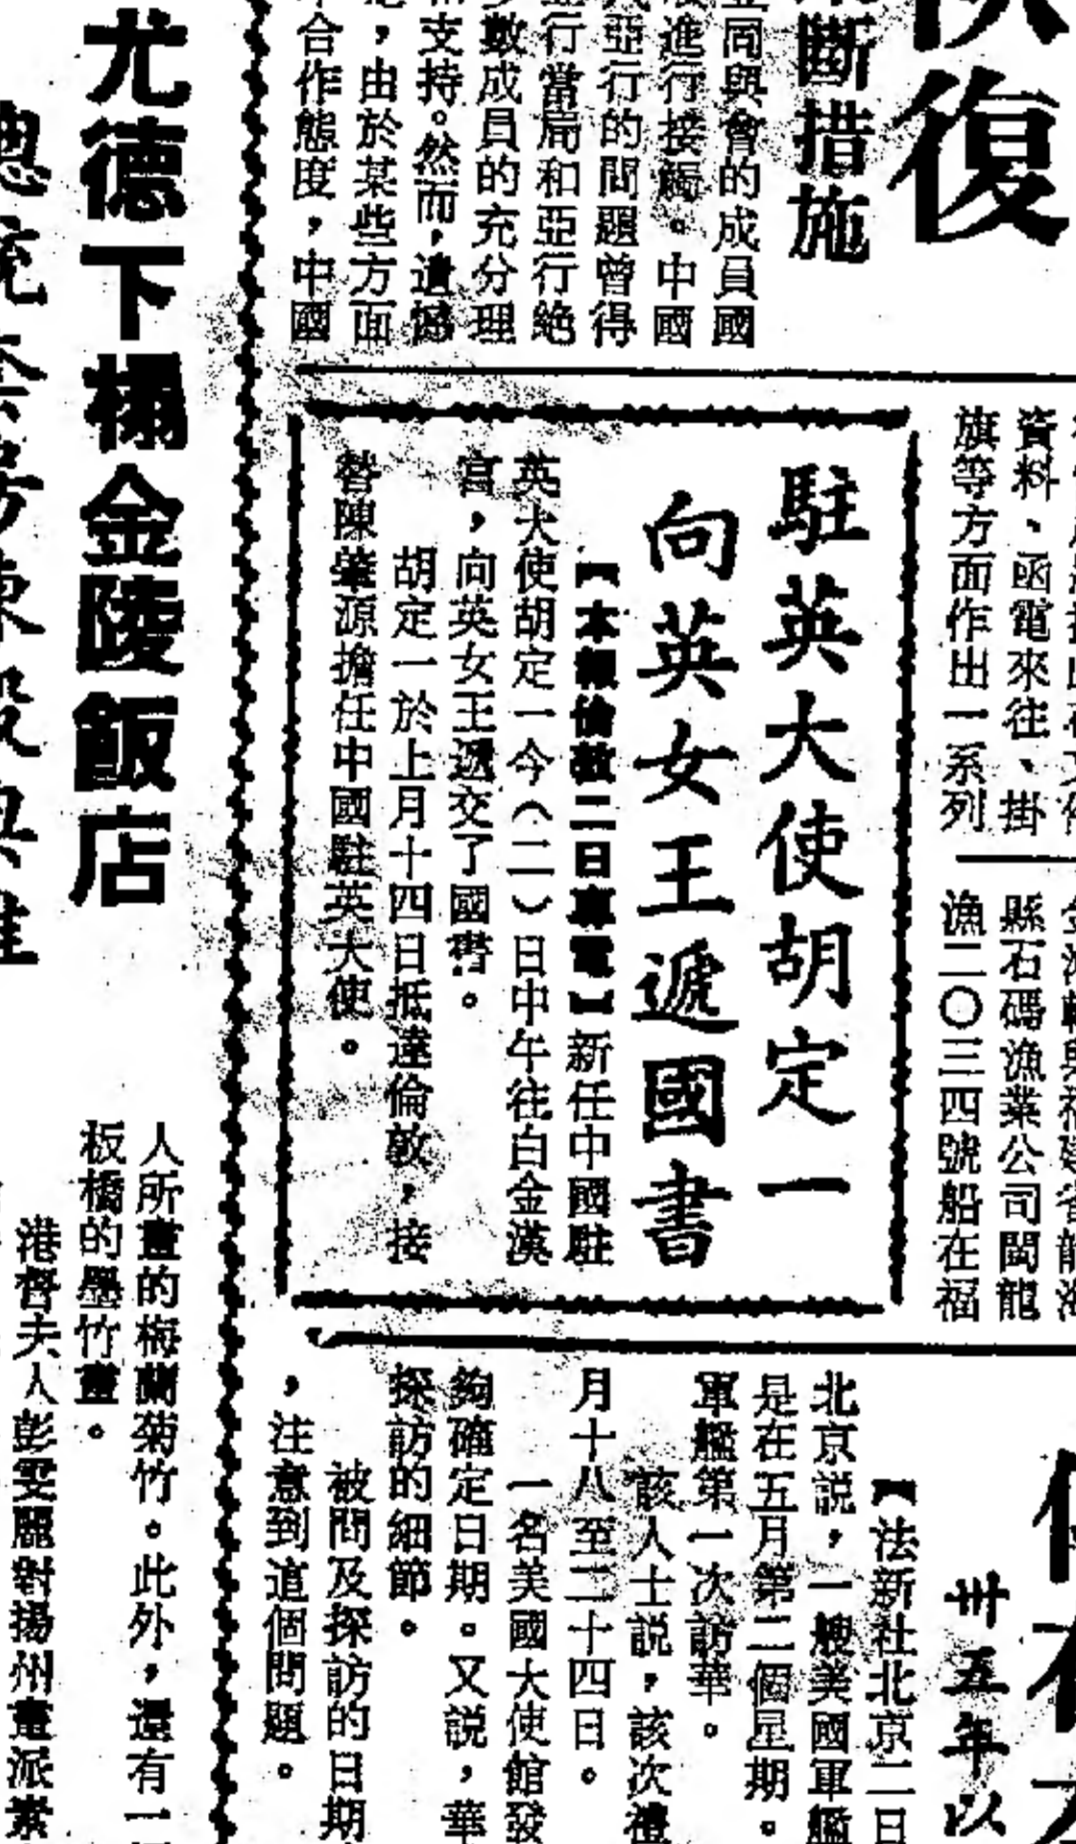 復
斷措施
同與會的成員國
進行接觸。中國
亞行的問題曾得
行當局和亞行絕
數成員的充分理
支持。然而，遺憾
，由於某些方面
合作態度，中國
資料、函電來往、掛
旗等方面作出一系列
縣石碼漁業公司閩龍
漁二〇三四號船在福
駐英大使胡定一
向英女王遞國書
【本報倫敦二日專電】新任中國駐
英大使胡定一今（二）日中午往白金漢
宮，向英女王遞交了國書。
胡定一於上月十四日抵達倫敦，接
替陳肇源擔任中國駐英大使。
卅五年以
【法新社北京二日
北京説，一艘美國軍艦
是在五月第二個星期。
軍艦第一次訪華。
該人士説，該次禮
月十八至二十四日。
一名美國大使館發
夠確定日期。又説，華
探訪的細節。
被問及探訪的日期
，注意到這個問題。
尤德下榻金陵飯店
人所畫的梅蘭菊竹。此外，還有一
板橋的墨竹畫。
港督夫人彭雯麗對揚州畫派素